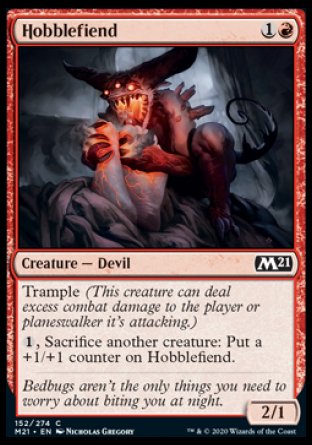 Hobblefiend 1
Creature — Devil M21
Trample (This creature can deal
excess combat damage to the player or
planeswalker it's attacking.)
1, Sacrifice another creature: Put a
+1/+1 counter on Hobblefiend.
Bedbugs aren't the only things you need to
worry about biting you at night.
2/1
152/274 C
M21 • EN Nicholas Gregory ™ & © 2020 Wizards of the Coast